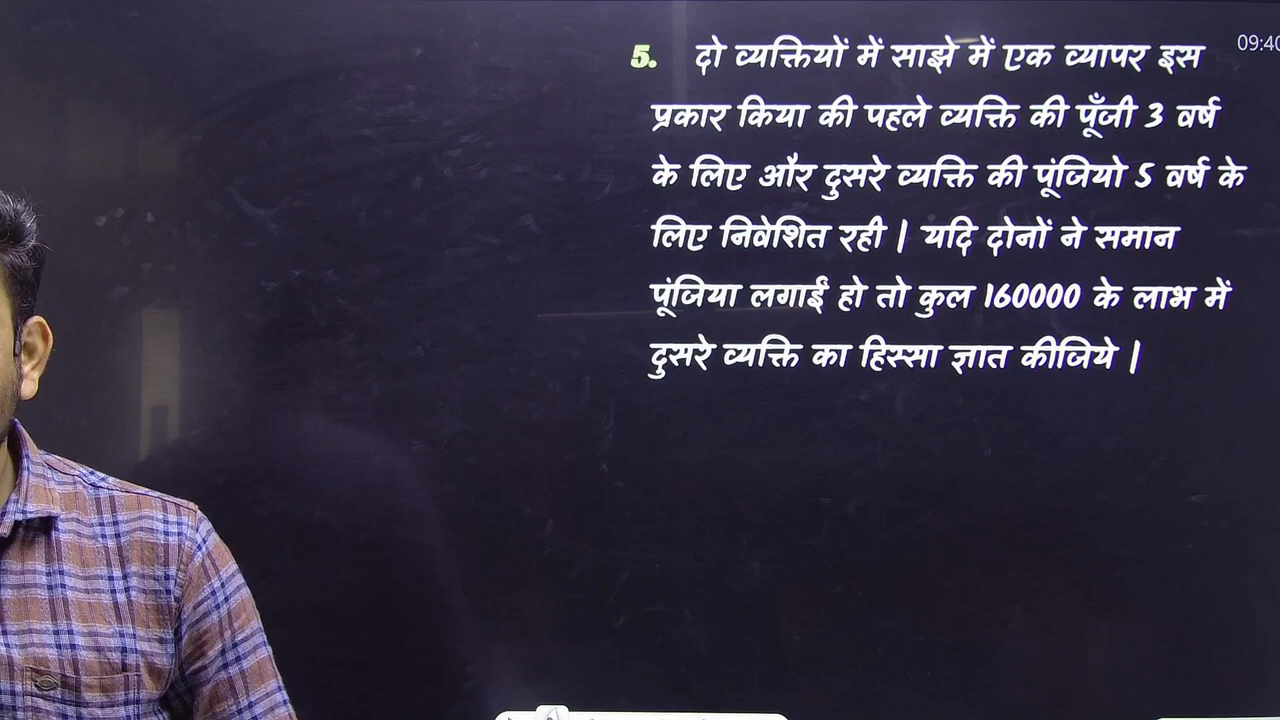 5. दो व्यक्तियों में साझे में एक व्यापर इस
प्रकार किया की पहले व्यक्ति की पूँजी 3 वर्ष
के लिए और दुसरे व्यक्ति की पूंजियो 5 वर्ष के
लिए निवेशित रही | यदि दोनों ने समान
पूंजिया लगाईं हो तो कुल 160000 के लाभ में
दुसरे व्यक्ति का हिस्सा ज्ञात कीजिये |
09:40